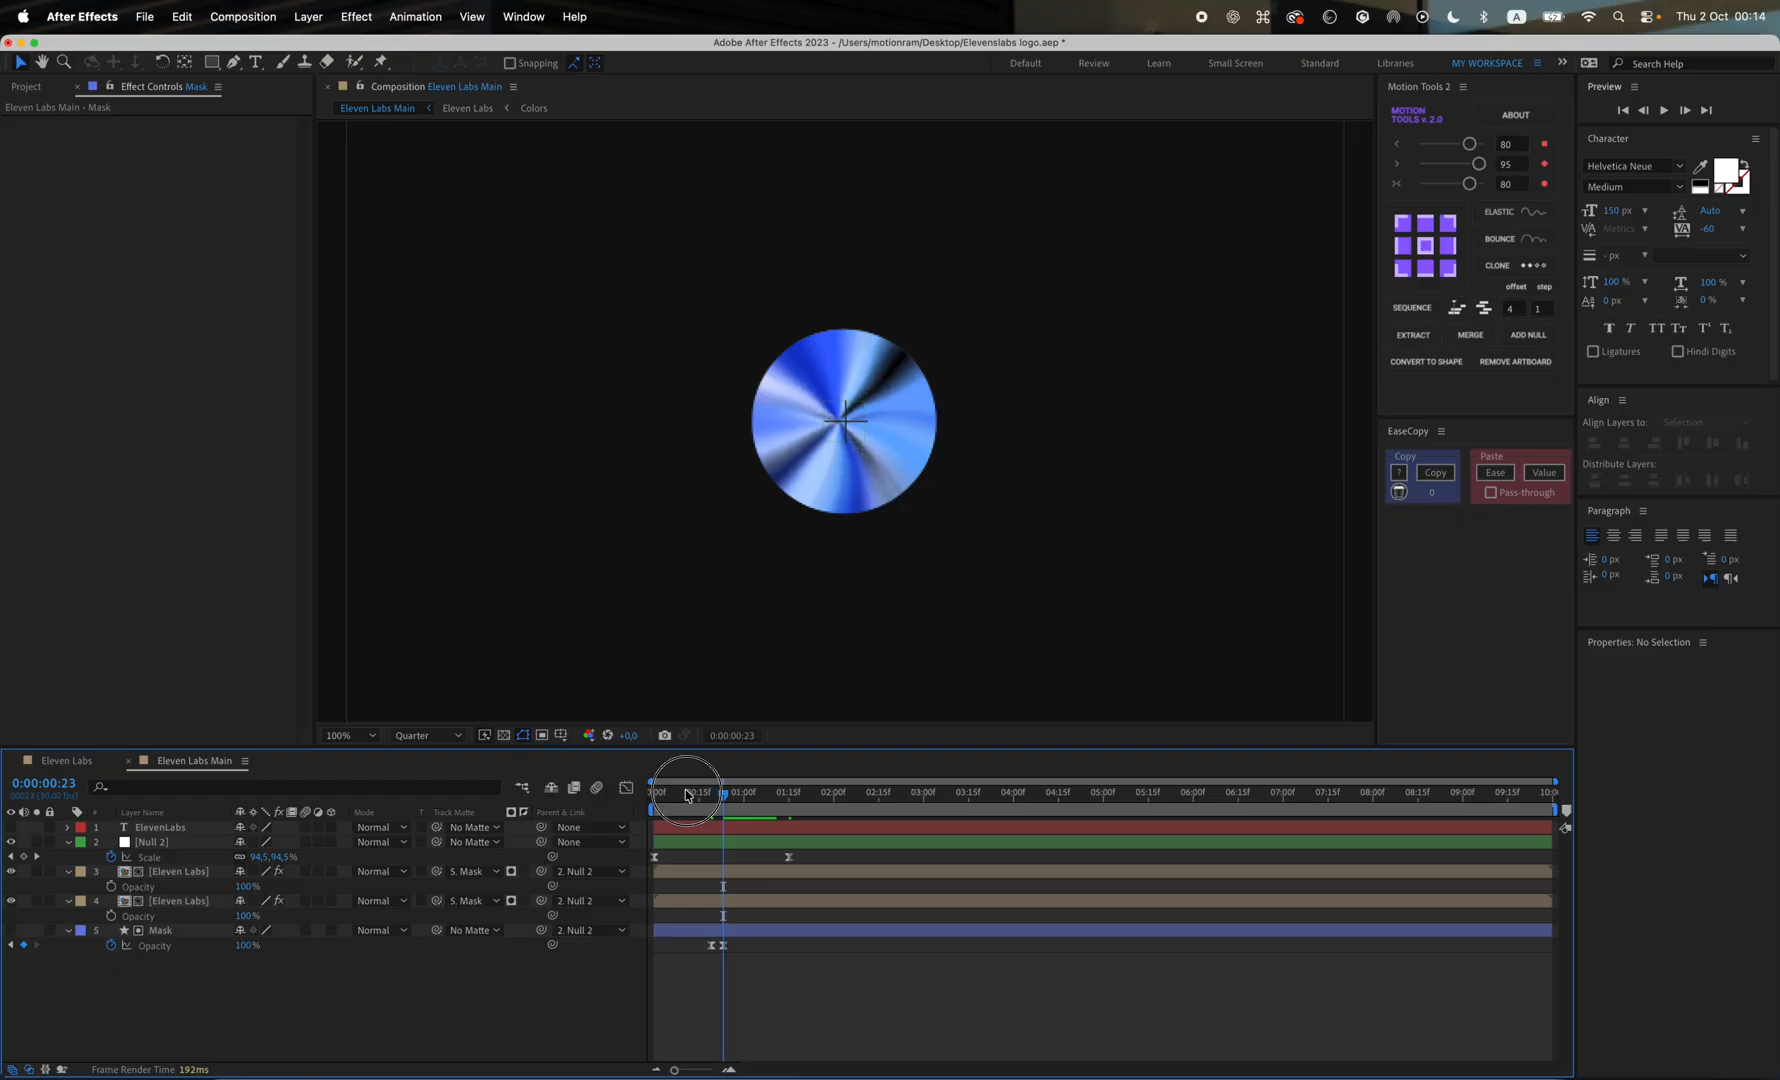 After Effects File Edit Composition Layer Effect Animation View Window Help
A Thu 2 Oct 00:14
Adobe After Effects 2023 - /Users/motionram/Desktop/Elevenslabs logo.aep *
Snapping Default Review Learn Small Screen Standard Libraries MY WORKSPACE Search Help
Project × Effect Controls Mask
Eleven Labs Main · Mask
× Composition Eleven Labs Main
Eleven Labs Main Eleven Labs Colors
Motion Tools 2
MOTION
TOOLS v. 2.0
ABOUT
80
95
80
ELASTIC
BOUNCE
CLONE
offset step
SEQUENCE 4 1
EXTRACT MERGE ADD NULL
CONVERT TO SHAPE REMOVE ARTBOARD
EaseCopy
Copy Paste
? Copy Ease Value
0 Pass-through
Preview
Character
Helvetica Neue
Medium
150 px Auto
Metrics -60
- px
100 % 100 %
0 px 0 %
Ligatures Hindi Digits
Align
Align Layers to: Selection
Distribute Layers:
Paragraph
0 px 0 px 0 px
0 px 0 px
Properties: No Selection
100% Quarter +0,0 0:00:00:23
Eleven Labs × Eleven Labs Main
0:00:00:23
00023 (30.00 fps)
:00f 00:15f 01:00f 01:15f 02:00f 02:15f 03:00f 03:15f 04:00f 04:15f 05:00f 05:15f 06:00f 06:15f 07:00f 07:15f 08:00f 08:15f 09:00f 09:15f 10:0
# Layer Name fx Mode T Track Matte Parent & Link
1 T ElevenLabs Normal No Matte None
2 [Null 2] Normal No Matte None
Scale 94,5,94,5%
3 [Eleven Labs] fx Normal 5. Mask 2. Null 2
Opacity 100%
4 [Eleven Labs] fx Normal 5. Mask 2. Null 2
Opacity 100%
5 Mask Normal No Matte 2. Null 2
Opacity 100%
Frame Render Time 192ms